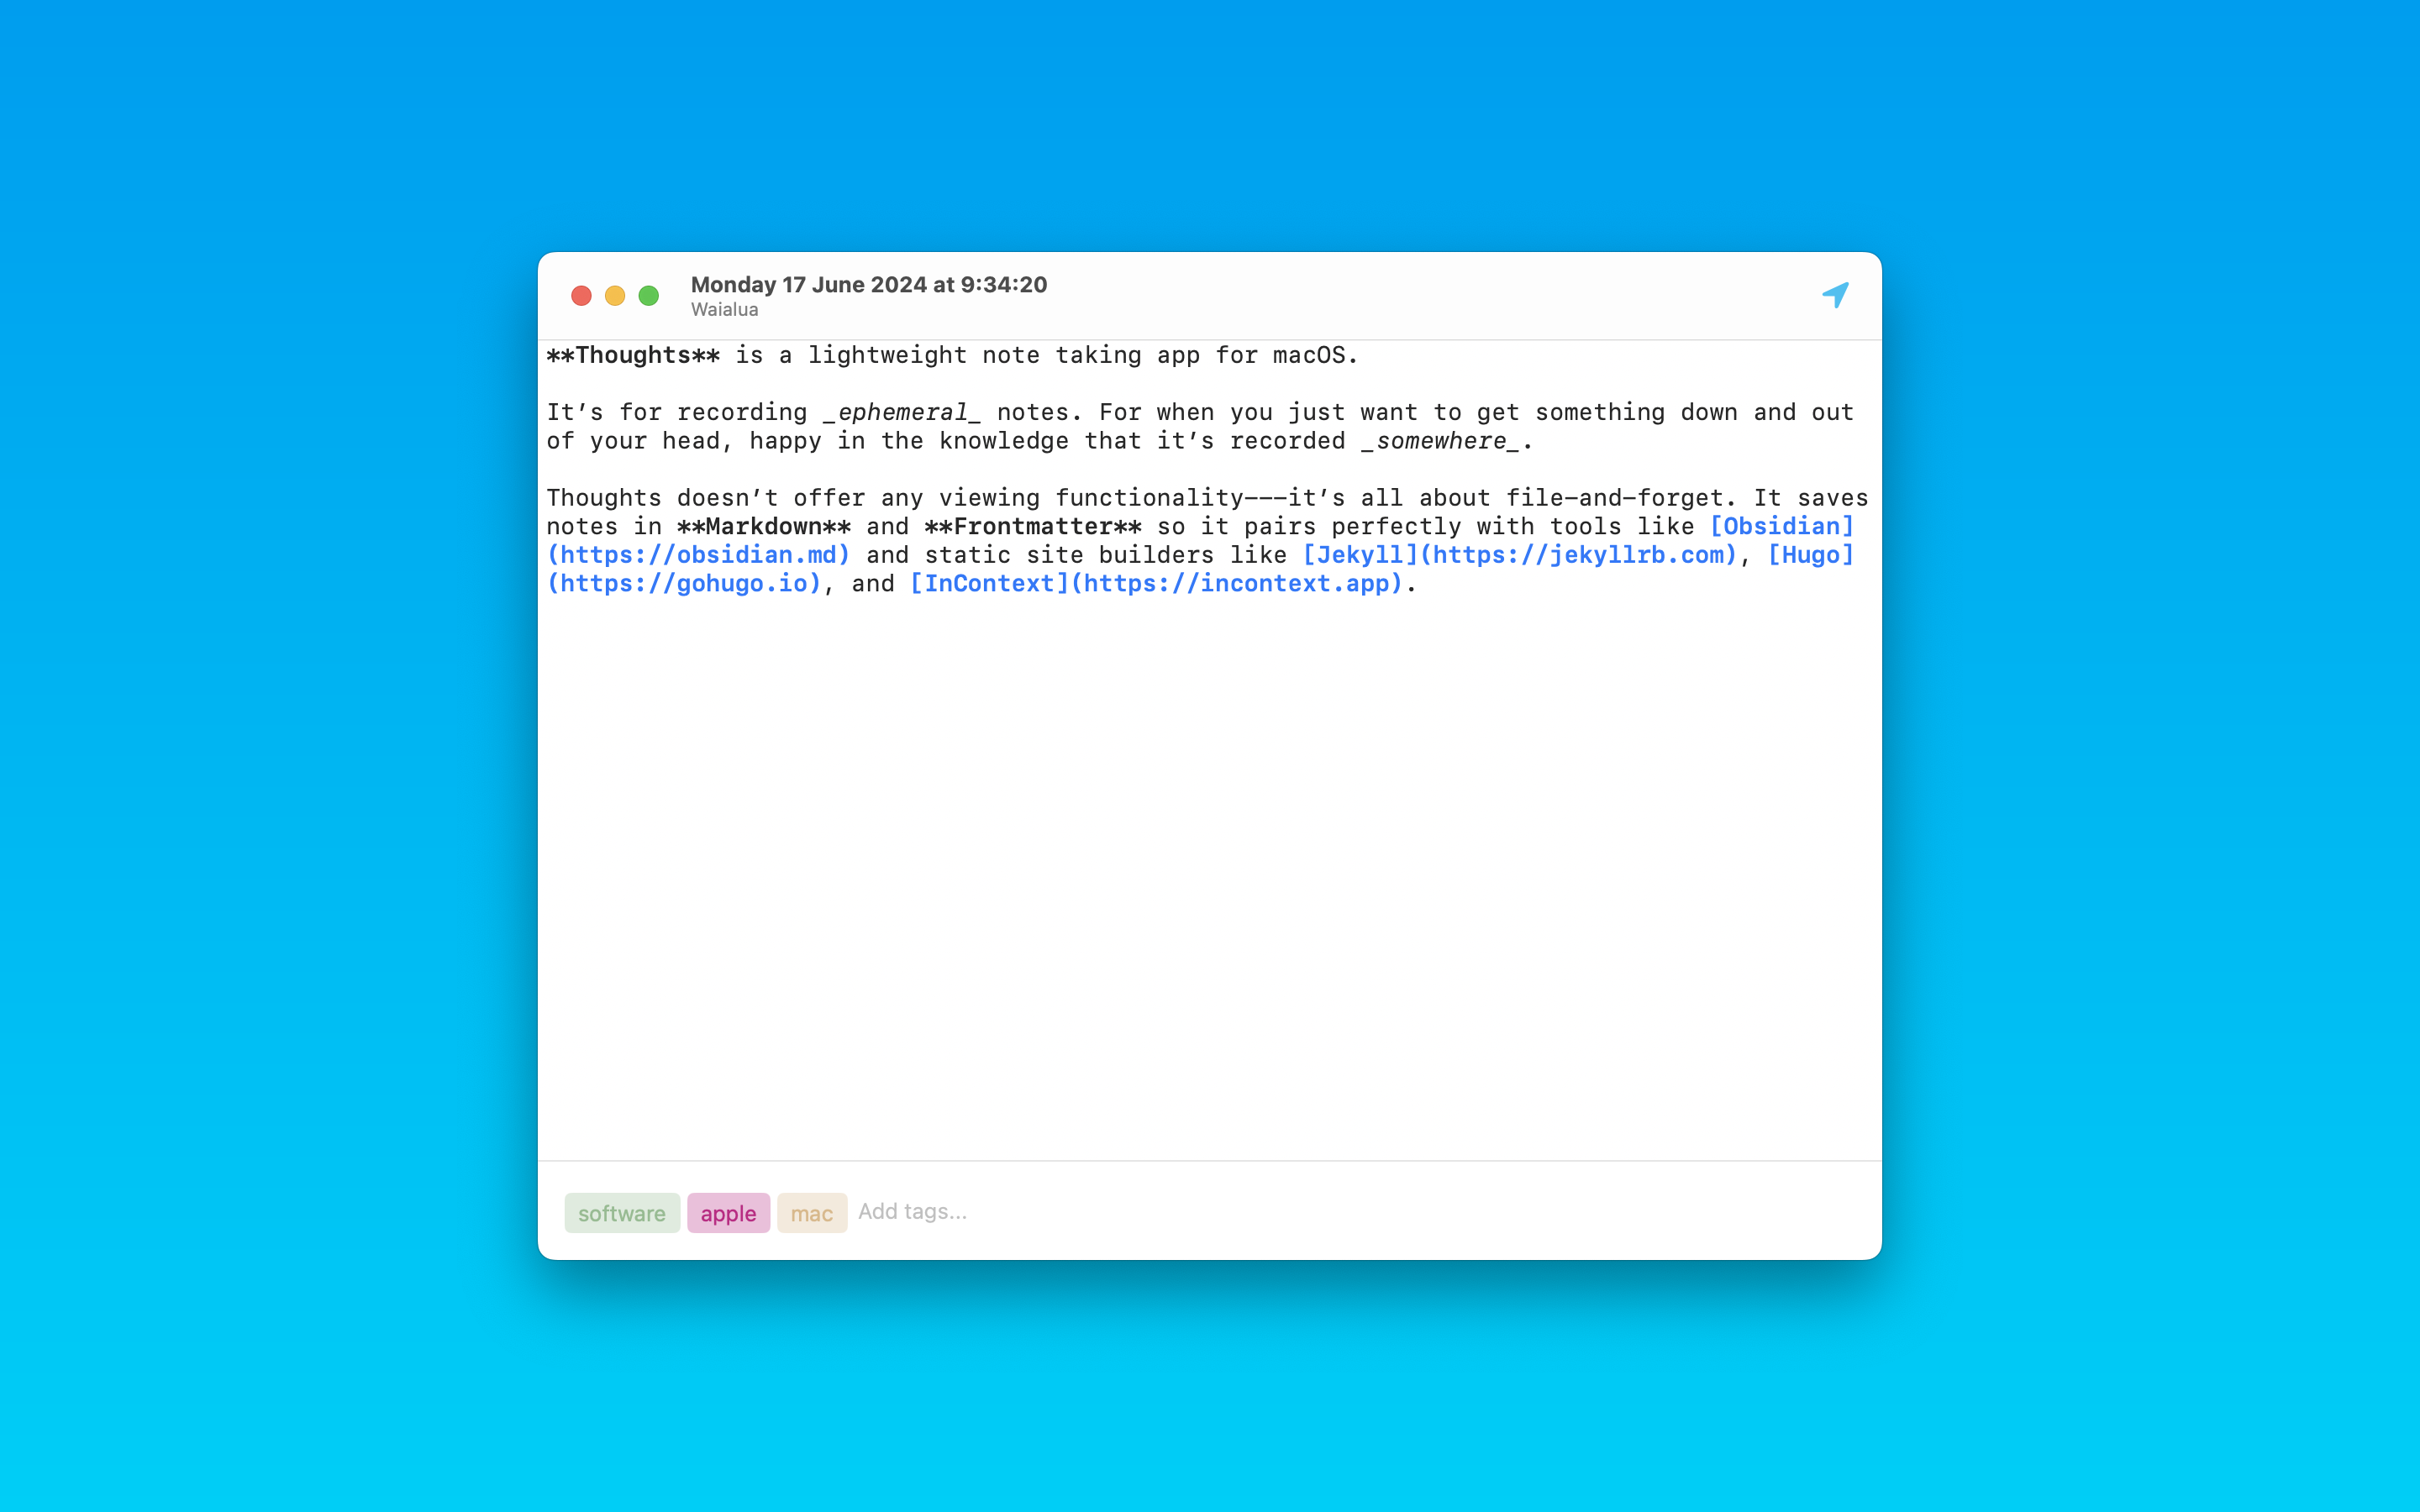 Monday 17 June 2024 at 9:34:20
Waialua
**Thoughts** is a lightweight note taking app for macOS.
It’s for recording _ephemeral_ notes. For when you just want to get something down and out
of your head, happy in the knowledge that it’s recorded _somewhere_.
Thoughts doesn’t offer any viewing functionality---it’s all about file-and-forget. It saves
notes in **Markdown** and **Frontmatter** so it pairs perfectly with tools like [Obsidian]
(https://obsidian.md) and static site builders like [Jekyll](https://jekyllrb.com), [Hugo]
(https://gohugo.io), and [InContext](https://incontext.app).
software apple mac Add tags...